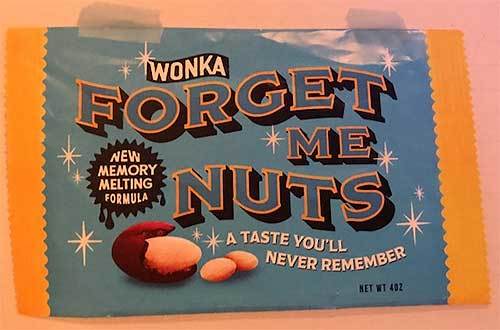 WONKA
FORGET
ME
NUTS
NEW
MEMORY
MELTING
FORMULA
A TASTE YOU'LL
NEVER REMEMBER
NET WT 4OZ